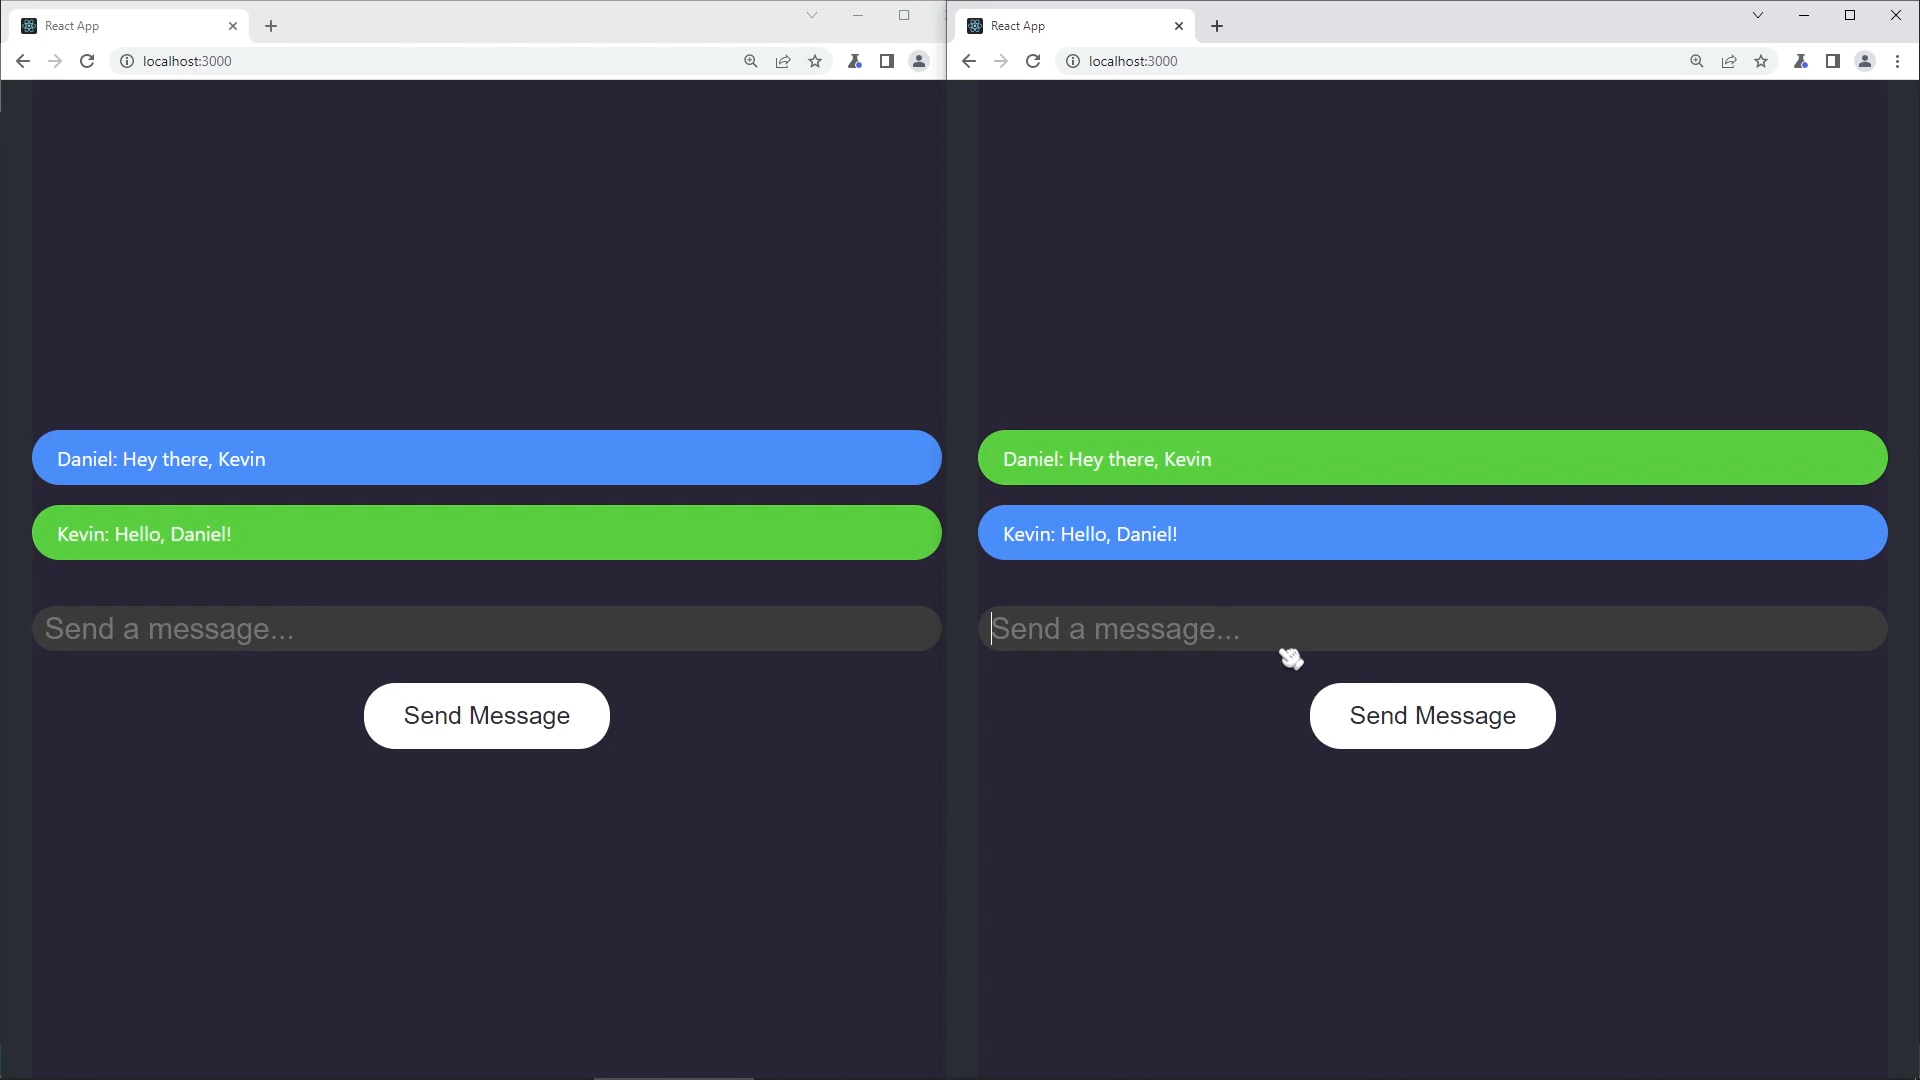 React App
localhost:3000
Daniel: Hey there, Kevin
Kevin: Hello, Daniel!
Send a message...
Send Message
React App
localhost:3000
Daniel: Hey there, Kevin
Kevin: Hello, Daniel!
Send a message...
Send Message